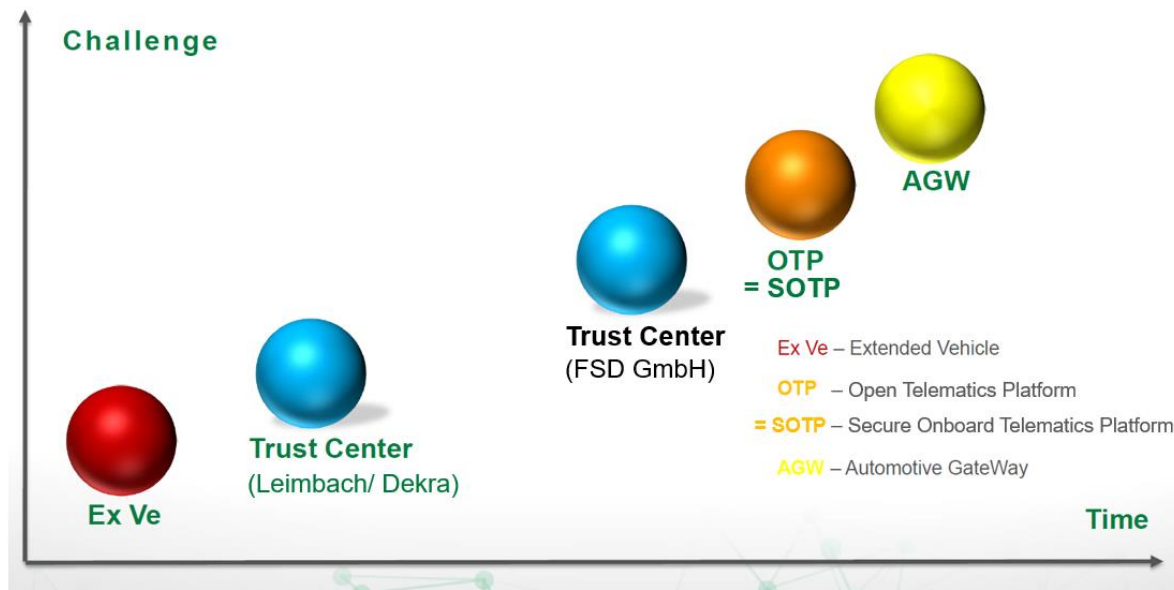 Challenge
AGW
OTP
= SOTP
Trust Center
(FSD GmbH)
Ex Ve – Extended Vehicle
OTP – Open Telematics Platform
= SOTP – Secure Onboard Telematics Platform
AGW – Automotive GateWay
Trust Center
(Leimbach/ Dekra)
Ex Ve
Time